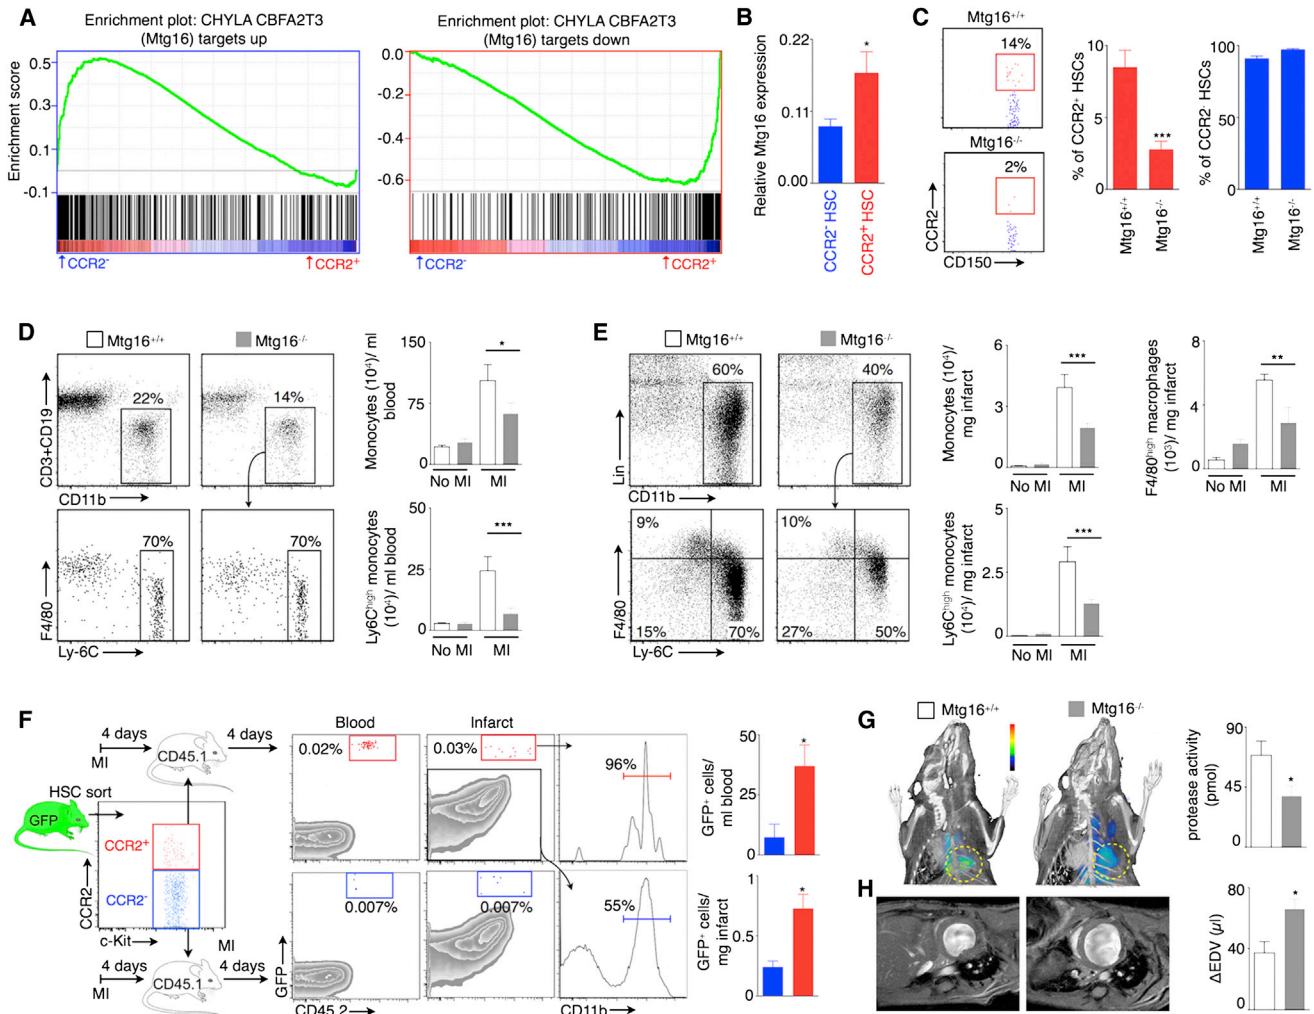 A
Enrichment plot: CHYLA CBFA2T3
(Mtg16) targets up
Enrichment score
0.5
0.3
0.1
-0.1
↑CCR2-
↑CCR2+
Enrichment plot: CHYLA CBFA2T3
(Mtg16) targets down
0.0
-0.2
-0.4
-0.6
↑CCR2-
↑CCR2+
B
Relative Mtg16 expression
0.22
0.11
0.00
*
CCR2- HSC
CCR2+ HSC
C
Mtg16+/+
14%
Mtg16-/-
2%
CCR2
CD150
% of CCR2+ HSCs
10
5
0
***
Mtg16+/+
Mtg16-/-
% of CCR2- HSCs
100
50
0
Mtg16+/+
Mtg16-/-
D
Mtg16+/+
Mtg16-/-
CD3+CD19
22%
14%
CD11b
F4/80
70%
70%
Ly-6C
Monocytes (10⁴)/ ml
blood
150
75
0
*
No MI
MI
Ly6Chigh monocytes
(10⁴)/ ml blood
50
25
0
***
No MI
MI
E
Mtg16+/+
Mtg16-/-
Lin
60%
40%
CD11b
F4/80
9%
15%
70%
10%
27%
50%
Ly-6C
Monocytes (10⁴)/
mg infarct
6
3
0
***
No MI
MI
F4/80high macrophages
(10³)/ mg infarct
8
4
0
**
No MI
MI
Ly6Chigh monocytes
(10⁴)/ mg infarct
5
2.5
0
***
No MI
MI
F
4 days
MI
4 days
CD45.1
HSC sort
GFP
CCR2+
CCR2-
CCR2
c-Kit
MI
4 days
MI
4 days
CD45.1
Blood
Infarct
0.02%
0.03%
96%
0.007%
0.007%
55%
GFP
CD45.2
CD11b
GFP+ cells/
ml blood
50
25
0
*
GFP+ cells/
mg infarct
1
0.5
0
*
G
Mtg16+/+
Mtg16-/-
protease activity
(pmol)
90
45
0
*
H
ΔEDV (µl)
80
40
0
*